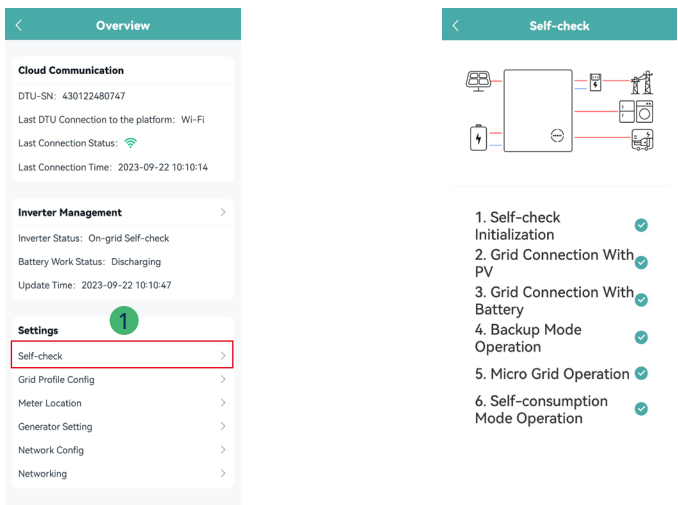 Overview
Cloud Communication
DTU-SN: 430122480747
Last DTU Connection to the platform: Wi-Fi
Last Connection Status:
Last Connection Time: 2023-09-22 10:10:14
Inverter Management
Inverter Status: On-grid Self-check
Battery Work Status: Discharging
Update Time: 2023-09-22 10:10:47
1
Settings
Self-check
Grid Profile Config
Meter Location
Generator Setting
Network Config
Networking
Self-check
1. Self-check
Initialization
2. Grid Connection With
PV
3. Grid Connection With
Battery
4. Backup Mode
Operation
5. Micro Grid Operation
6. Self-consumption
Mode Operation